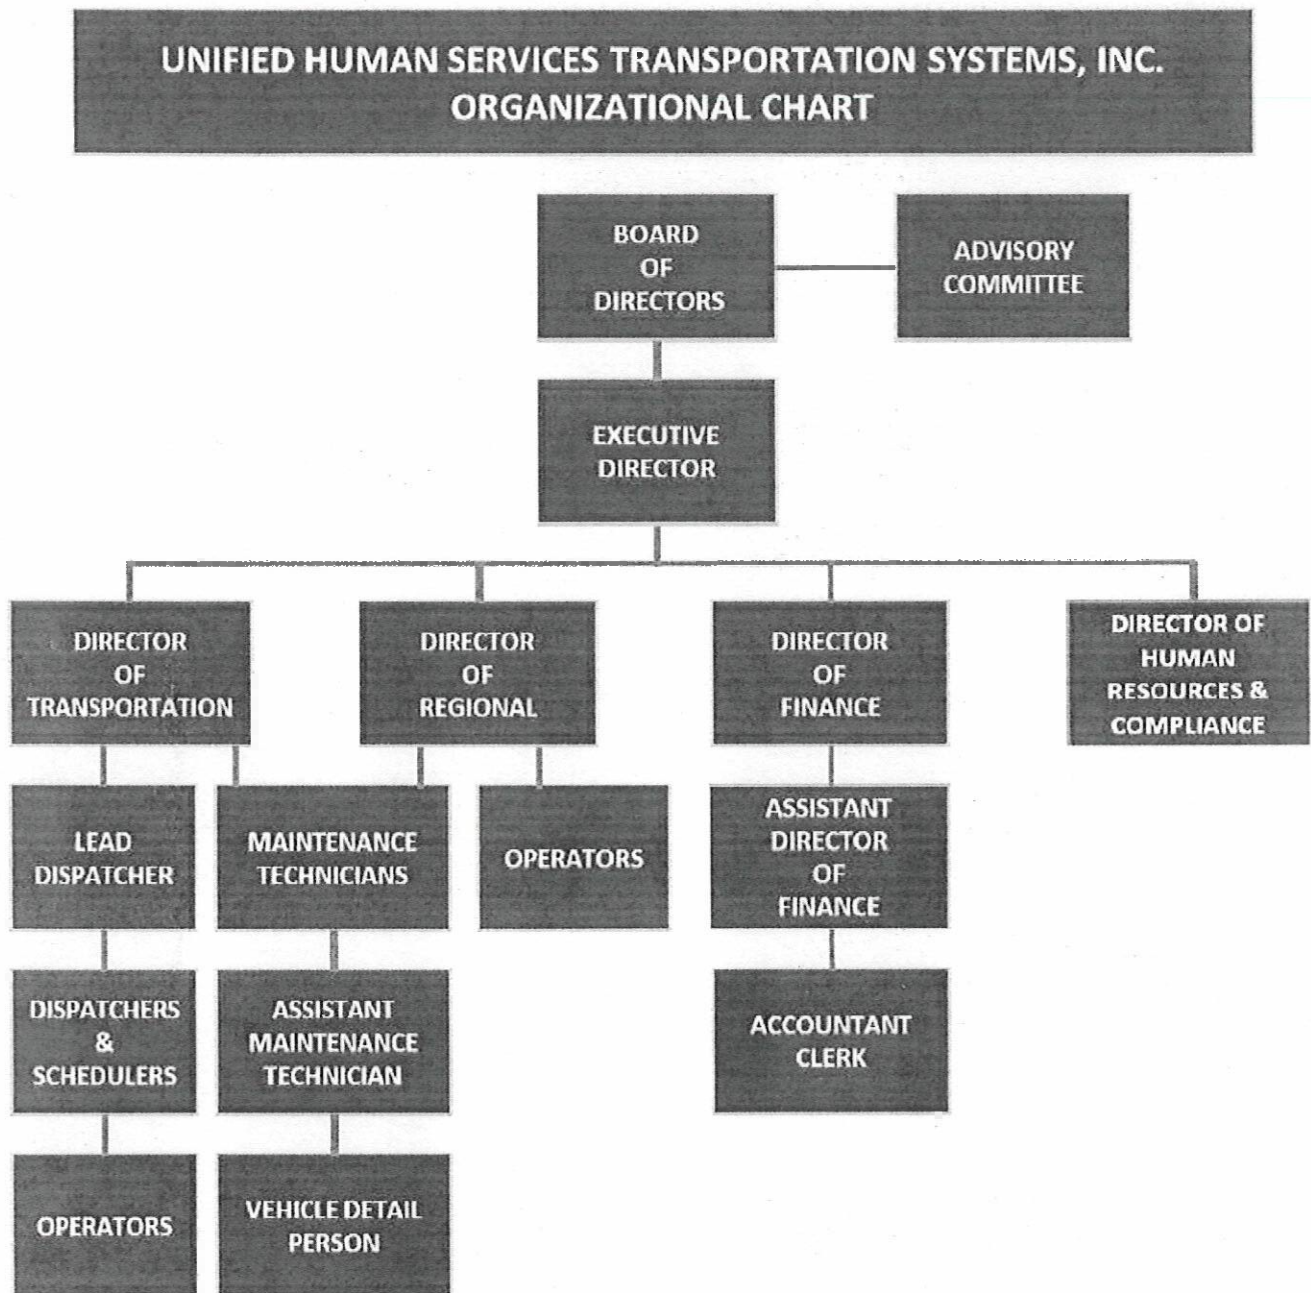 UNIFIED HUMAN SERVICES TRANSPORTATION SYSTEMS, INC.
ORGANIZATIONAL CHART
BOARD
OF
DIRECTORS
ADVISORY
COMMITTEE
EXECUTIVE
DIRECTOR
DIRECTOR
OF
TRANSPORTATION
DIRECTOR
OF
REGIONAL
DIRECTOR
OF
FINANCE
DIRECTOR OF
HUMAN
RESOURCES &
COMPLIANCE
LEAD
DISPATCHER
MAINTENANCE
TECHNICIANS
OPERATORS
ASSISTANT
DIRECTOR
OF
FINANCE
DISPATCHERS
&
SCHEDULERS
ASSISTANT
MAINTENANCE
TECHNICIAN
ACCOUNTANT
CLERK
OPERATORS
VEHICLE DETAIL
PERSON